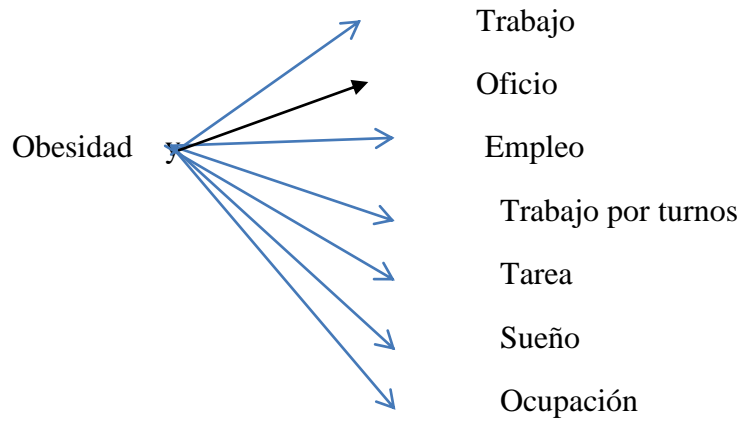 Trabajo
Oficio
Obesidad y
Empleo
Trabajo por turnos
Tarea
Sueño
Ocupación